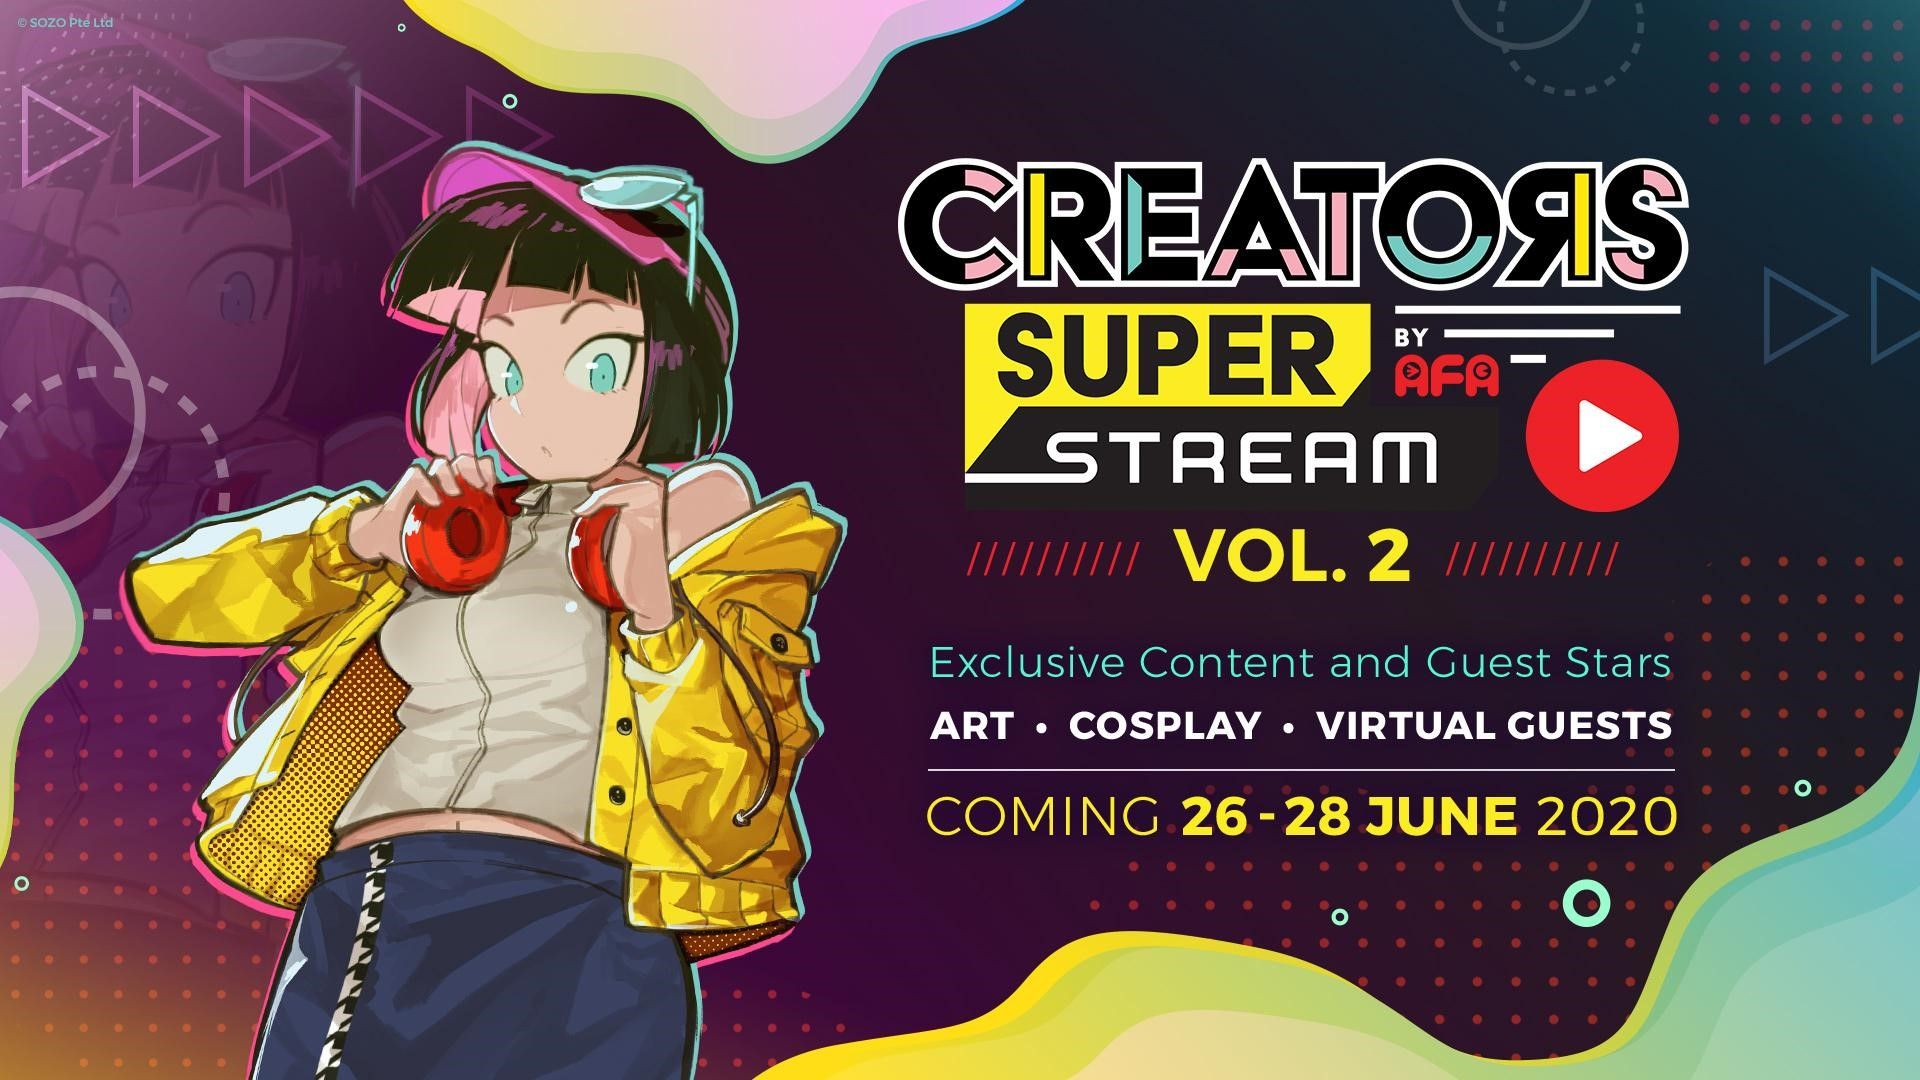 © SOZO Pte Ltd
CREATORS
SUPER
BY
AFA
STREAM
VOL. 2
Exclusive Content and Guest Stars
ART • COSPLAY • VIRTUAL GUESTS
COMING 26 - 28 JUNE 2020